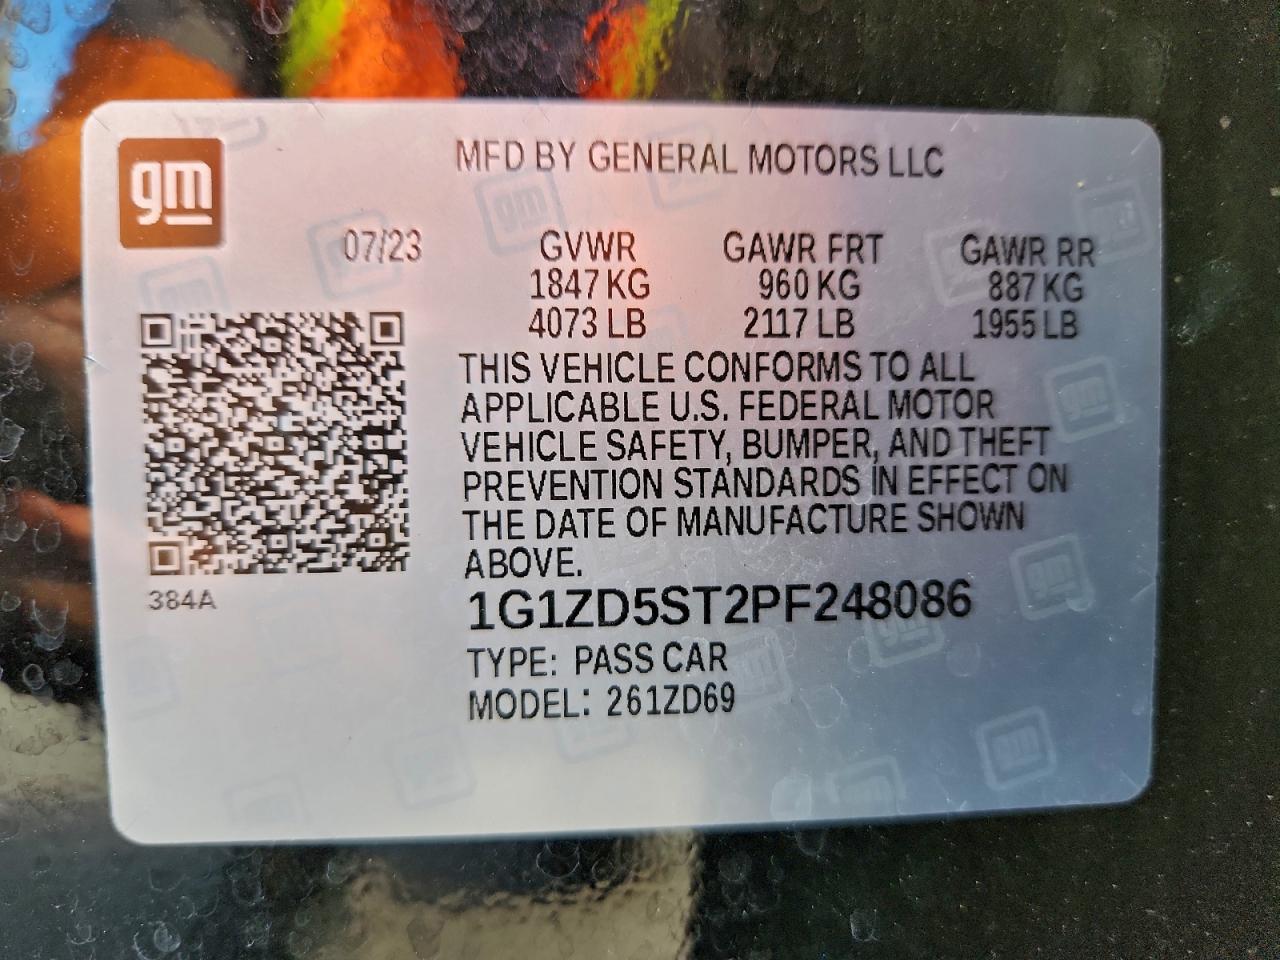 gm
MFD BY GENERAL MOTORS LLC
07/23 GVWR GAWR FRT GAWR RR
1847 KG 960 KG 887 KG
4073 LB 2117 LB 1955 LB
THIS VEHICLE CONFORMS TO ALL
APPLICABLE U.S. FEDERAL MOTOR
VEHICLE SAFETY, BUMPER, AND THEFT
PREVENTION STANDARDS IN EFFECT ON
THE DATE OF MANUFACTURE SHOWN
ABOVE.
384A
1G1ZD5ST2PF248086
TYPE: PASS CAR
MODEL: 261ZD69